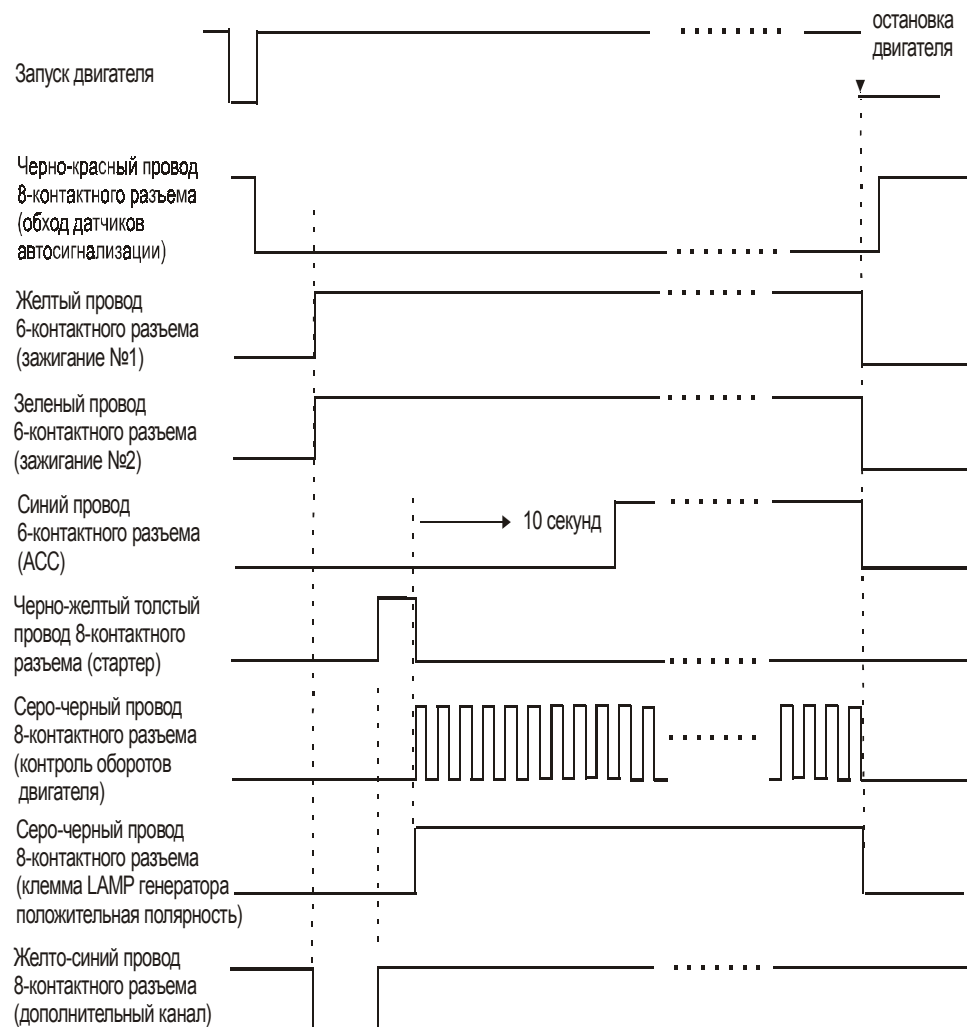 остановка
двигателя
Запуск двигателя
Черно-красный провод
8-контактного разъема
(обход датчиков
автосигнализации)
Желтый провод
6-контактного разъема
(зажигание №1)
Зеленый провод
6-контактного разъема
(зажигание №2)
Синий провод
6-контактного разъема
(АСС)
10 секунд
Черно-желтый толстый
провод 8-контактного
разъема (стартер)
Серо-черный провод
8-контактного разъема
(контроль оборотов
двигателя)
Серо-черный провод
8-контактного разъема
(клемма LAMP генератора
положительная полярность)
Желто-синий провод
8-контактного разъема
(дополнительный канал)